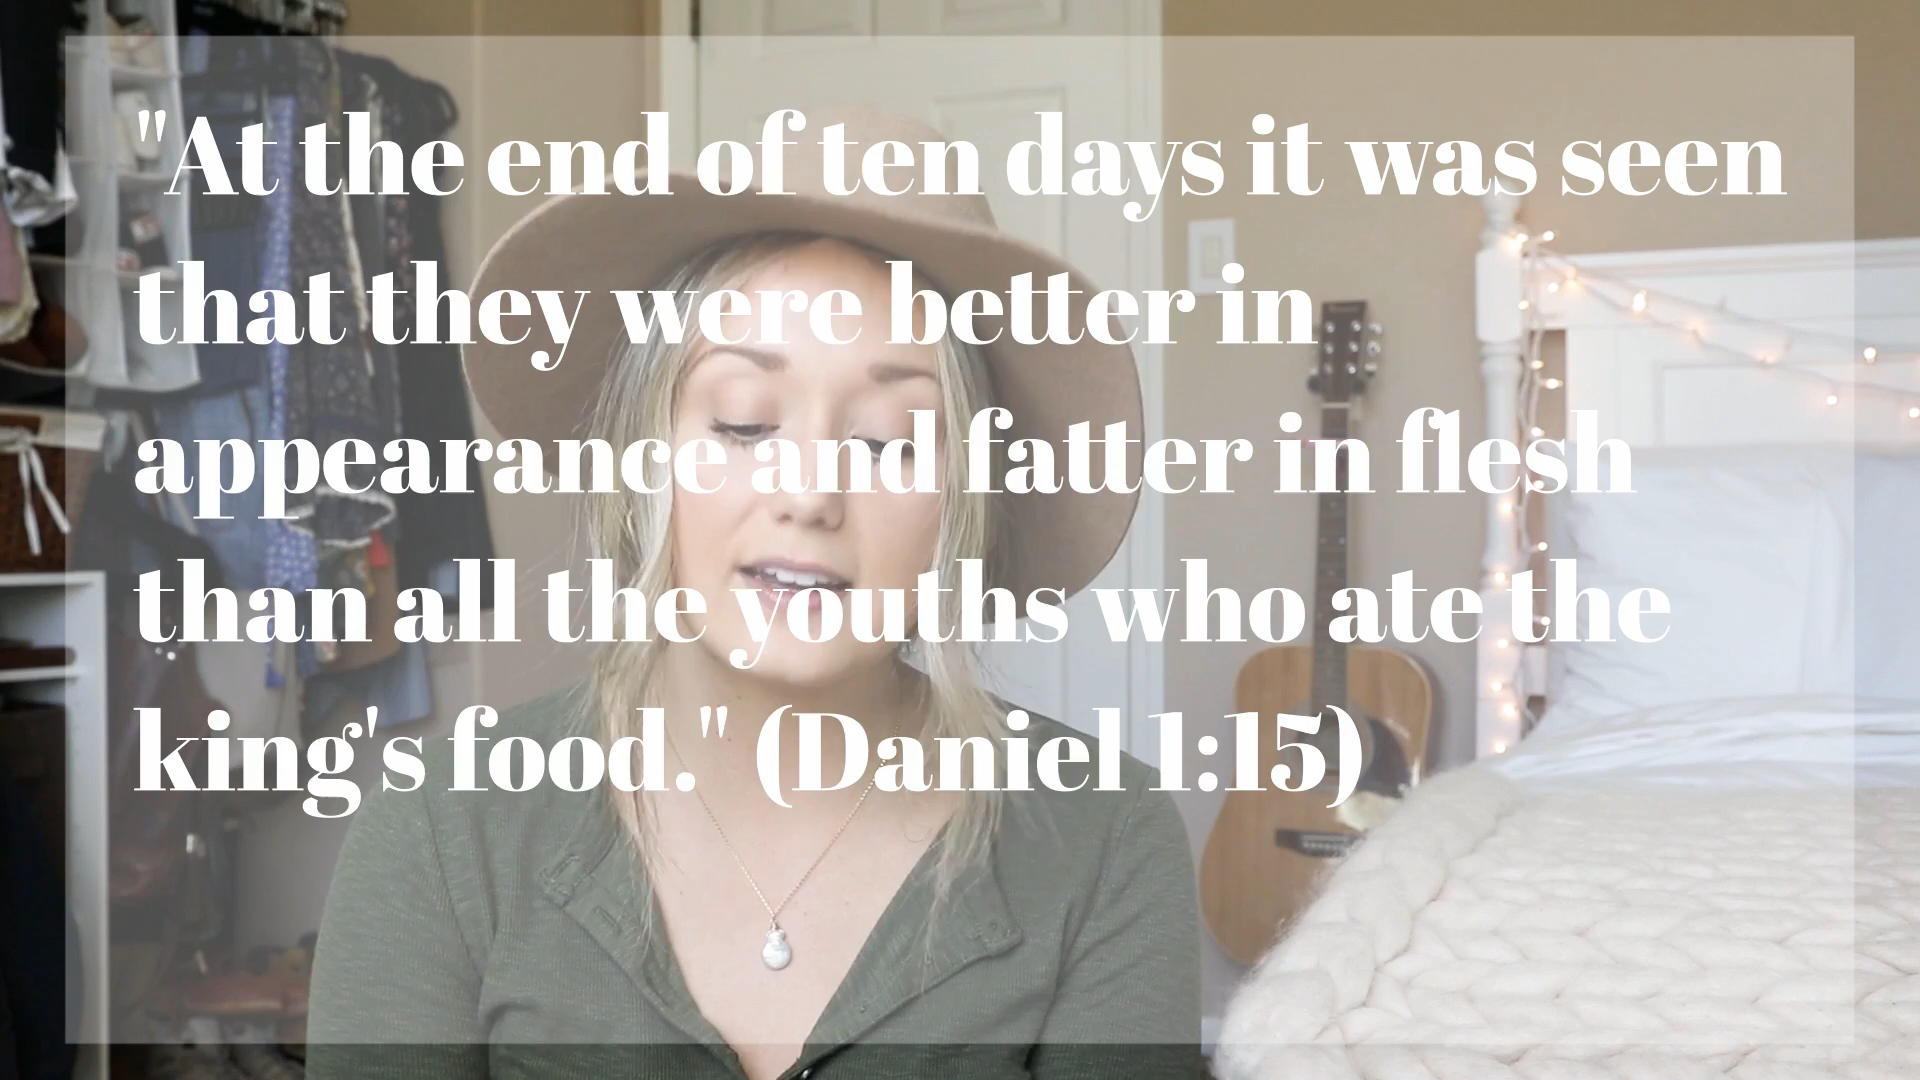 "At the end of ten days it was seen
that they were better in
appearance and fatter in flesh
than all the youths who ate the
king's food." (Daniel 1:15)